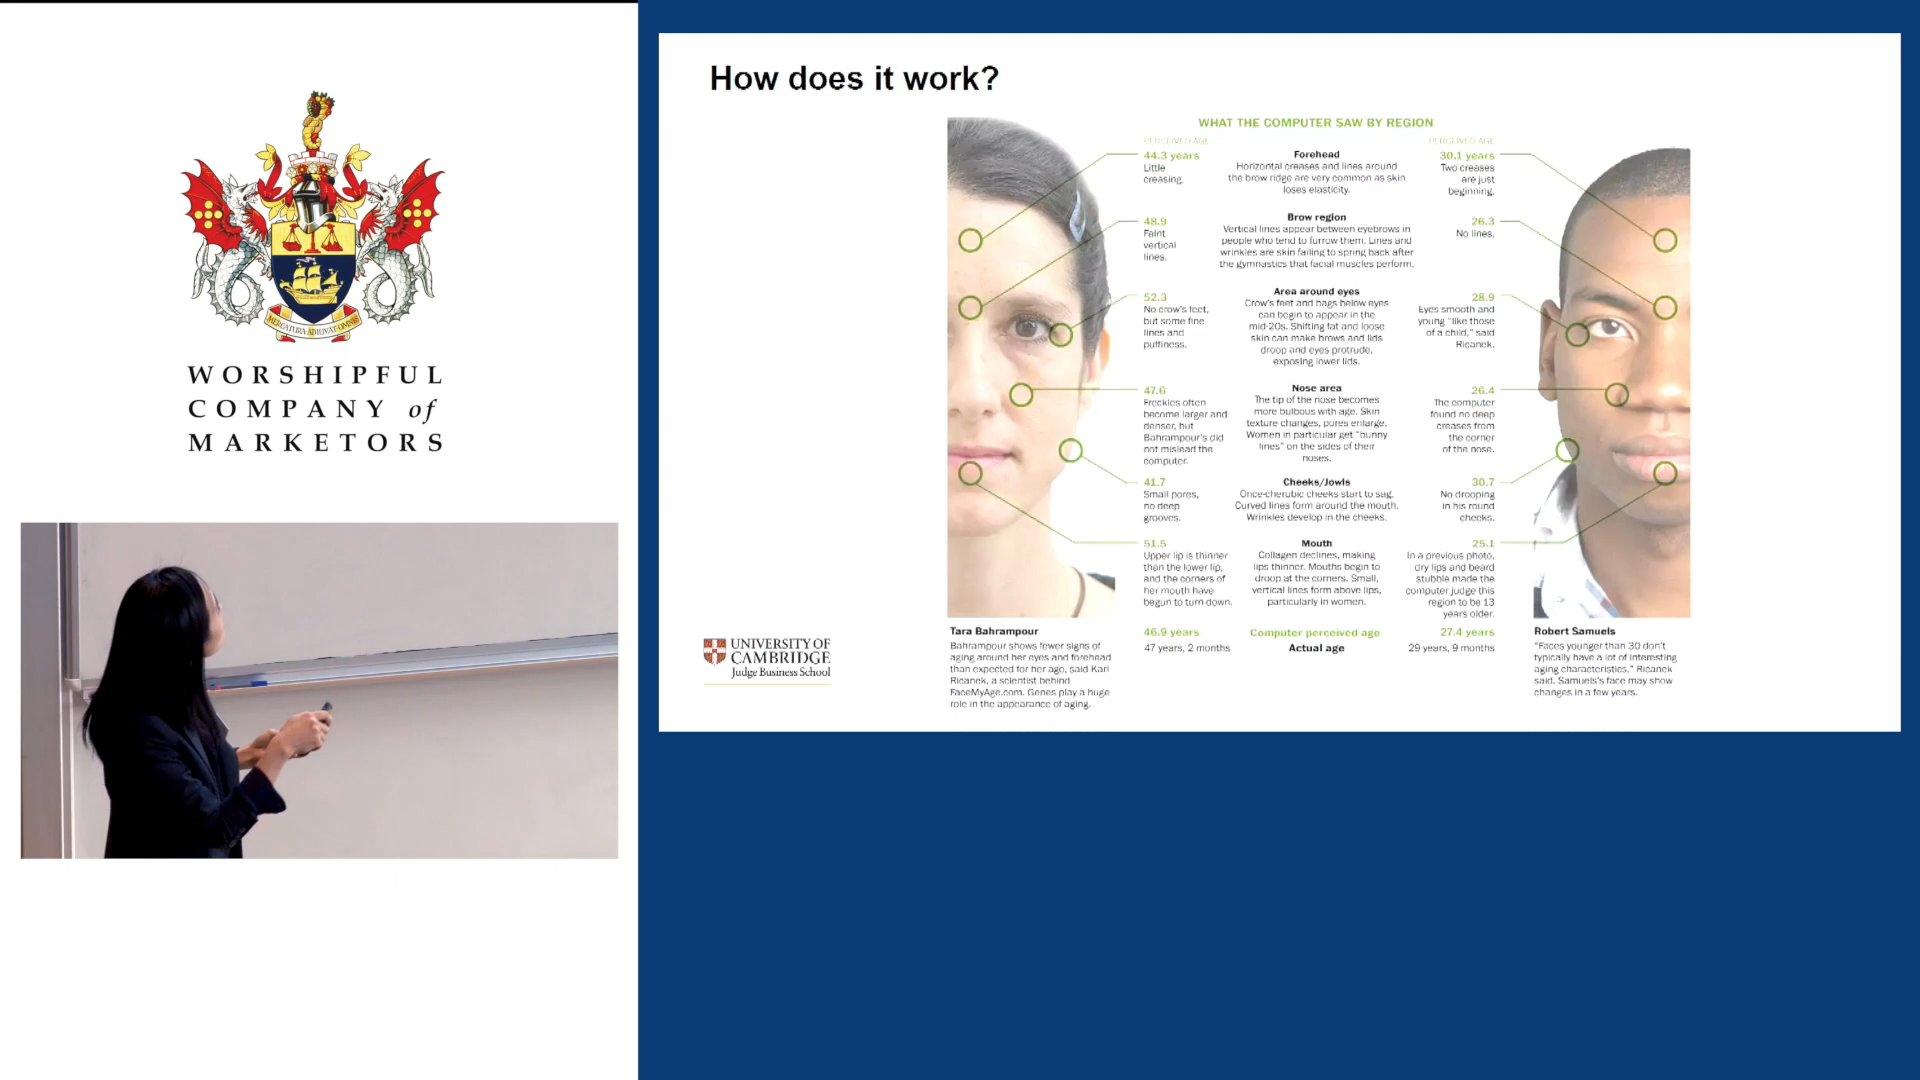 MERCATURA·ADIUVAT·OMNES
WORSHIPFUL
COMPANY of
MARKETORS
How does it work?
WHAT THE COMPUTER SAW BY REGION
PERCEIVED AGE
44.3 years
Little
creasing.
48.9
Faint
vertical
lines.
52.3
No crow's feet,
but some fine
lines and
puffiness.
47.6
Freckles often
become larger and
denser, but
Bahrampour's did
not mislead the
computer.
41.7
Small pores,
no deep
grooves.
51.5
Upper lip is thinner
than the lower lip,
and the corners of
her mouth have
begun to turn down.
Forehead
Horizontal creases and lines around
the brow ridge are very common as skin
loses elasticity.
Brow region
Vertical lines appear between eyebrows in
people who tend to furrow them. Lines and
wrinkles are skin failing to spring back after
the gymnastics that facial muscles perform.
Area around eyes
Crow's feet and bags below eyes
can begin to appear in the
mid-20s. Shifting fat and loose
skin can make brows and lids
droop and eyes protrude,
exposing lower lids.
Nose area
The tip of the nose becomes
more bulbous with age. Skin
texture changes, pores enlarge.
Women in particular get "bunny
lines" on the sides of their
noses.
Cheeks/Jowls
Once-cherubic cheeks start to sag.
Curved lines form around the mouth.
Wrinkles develop in the cheeks.
Mouth
Collagen declines, making
lips thinner. Mouths begin to
droop at the corners. Small,
vertical lines form above lips,
particularly in women.
PERCEIVED AGE
30.1 years
Two creases
are just
beginning.
26.3
No lines.
28.9
Eyes smooth and
young "like those
of a child," said
Ricanek.
26.4
The computer
found no deep
creases from
the corner
of the nose.
30.7
No drooping
in his round
cheeks.
25.1
In a previous photo,
dry lips and beard
stubble made the
computer judge this
region to be 13
years older.
46.9 years Computer perceived age 27.4 years
47 years, 2 months Actual age 29 years, 9 months
Tara Bahrampour
Bahrampour shows fewer signs of
aging around her eyes and forehead
than expected for her age, said Karl
Ricanek, a scientist behind
FaceMyAge.com. Genes play a huge
role in the appearance of aging.
Robert Samuels
"Faces younger than 30 don't
typically have a lot of interesting
aging characteristics," Ricanek
said. Samuels's face may show
changes in a few years.
UNIVERSITY OF
CAMBRIDGE
Judge Business School